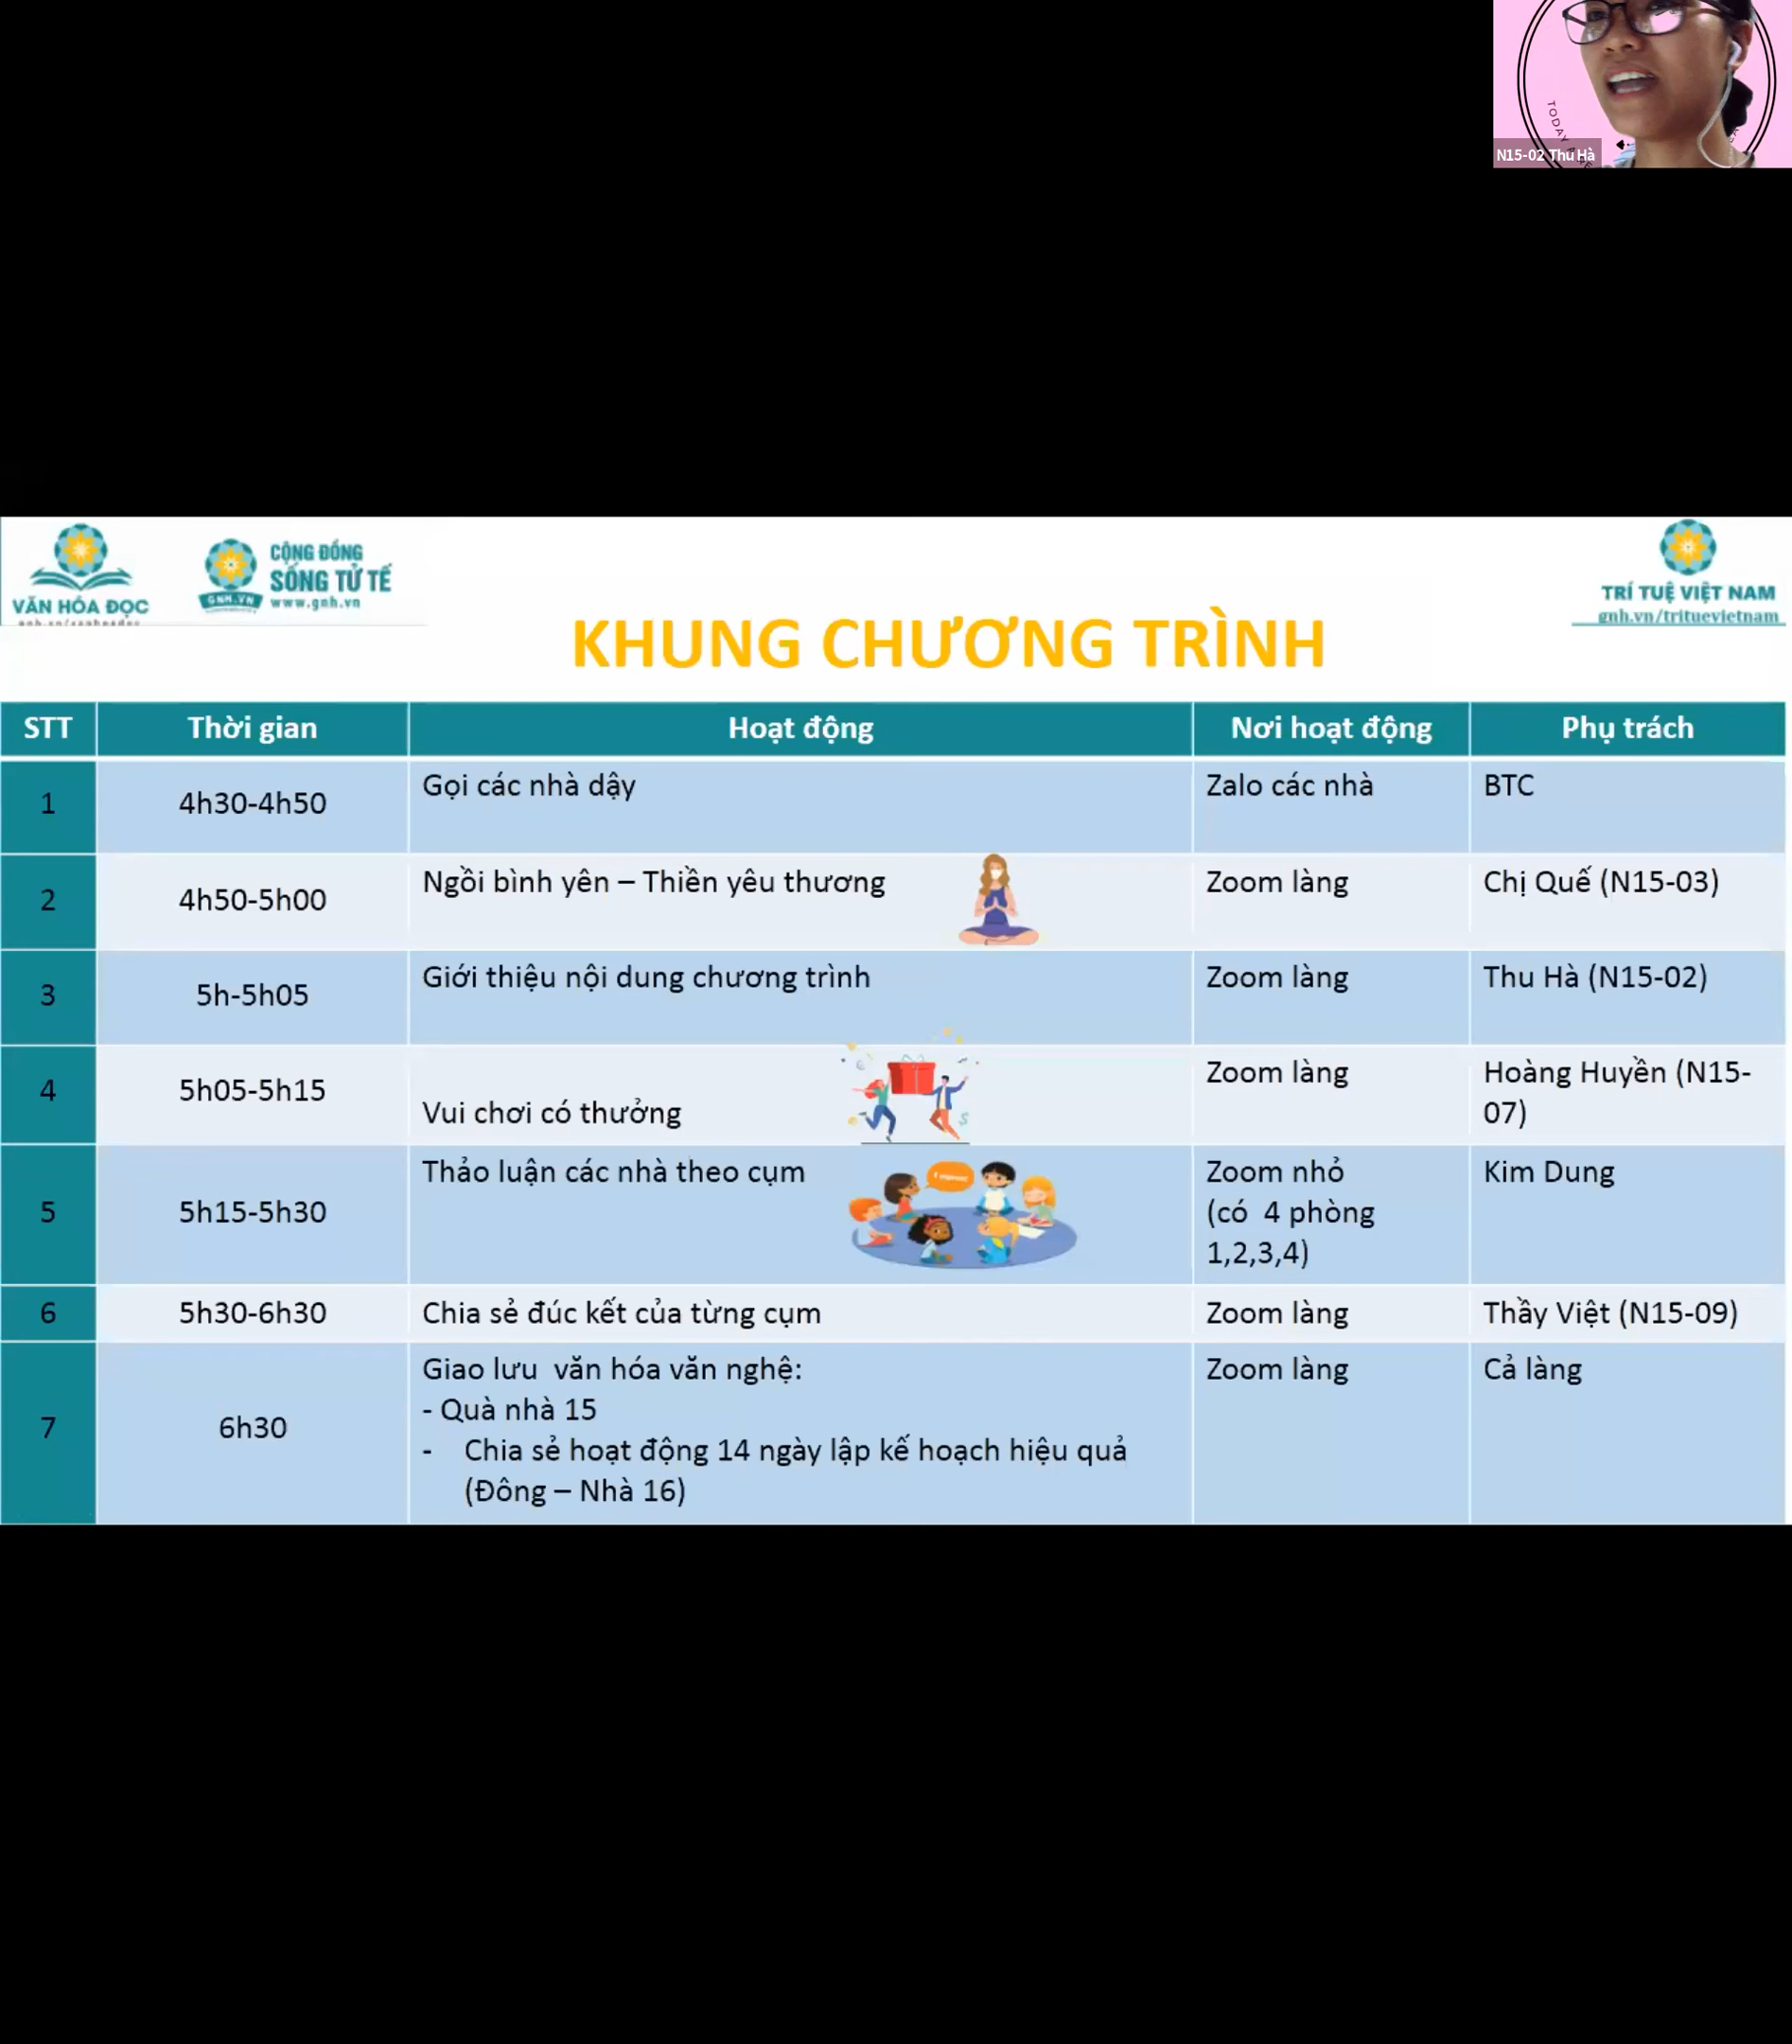 TODAY
N15-02 Thu Hà
VĂN HÓA ĐỌC
CỘNG ĐỒNG
SỐNG TỬ TẾ
GNH.VN
www.gnh.vn
TRÍ TUỆ VIỆT NAM
gnh.vn/trituevietnam
KHUNG CHƯƠNG TRÌNH
STT Thời gian Hoạt động Nơi hoạt động Phụ trách
1 4h30-4h50 Gọi các nhà dậy Zalo các nhà BTC
2 4h50-5h00 Ngồi bình yên – Thiền yêu thương Zoom làng Chị Quế (N15-03)
3 5h-5h05 Giới thiệu nội dung chương trình Zoom làng Thu Hà (N15-02)
4 5h05-5h15 Vui chơi có thưởng Zoom làng Hoàng Huyền (N15-
07)
5 5h15-5h30 Thảo luận các nhà theo cụm Zoom nhỏ Kim Dung
(có 4 phòng
1,2,3,4)
6 5h30-6h30 Chia sẻ đúc kết của từng cụm Zoom làng Thầy Việt (N15-09)
7 6h30 Giao lưu văn hóa văn nghệ: Zoom làng Cả làng
- Quà nhà 15
- Chia sẻ hoạt động 14 ngày lập kế hoạch hiệu quả
(Đông – Nhà 16)